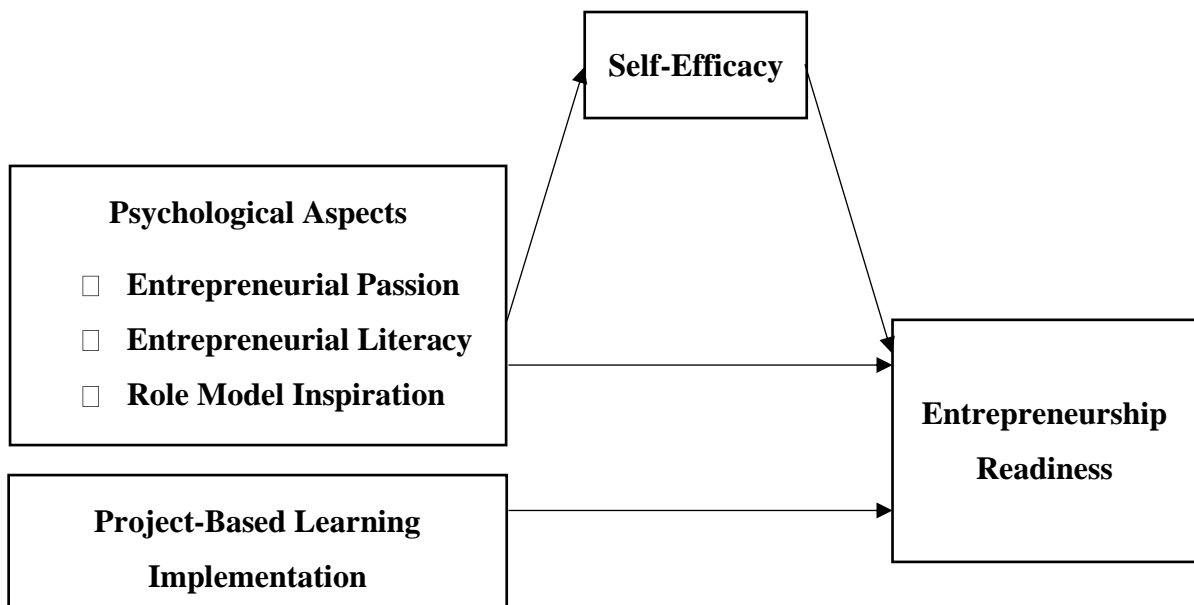 Self-Efficacy
Psychological Aspects
Entrepreneurial Passion
Entrepreneurial Literacy
Role Model Inspiration
Entrepreneurship
Readiness
Project-Based Learning
Implementation